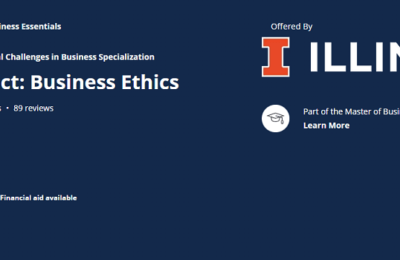 iness Essentials
l Challenges in Business Specialization
ct: Business Ethics
s • 89 reviews
Financial aid available
Offered By
I ILLIN
Part of the Master of Busi
Learn More